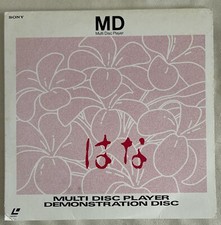 SONY
MD
Multi Disc Player
はな
MULTI DISC PLAYER
DEMONSTRATION DISC